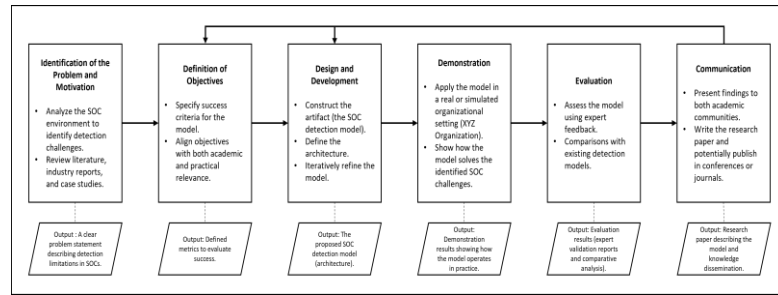 Identification of the
Problem and
Motivation
• Analyze the SOC
environment to
identify detection
challenges.
• Review literature,
industry reports,
and case studies.
Definition of
Objectives
• Specify success
criteria for the
model.
• Align objectives
with both academic
and practical
relevance.
Design and
Development
• Construct the
artifact (the SOC
detection model).
• Define the
architecture.
• Iteratively refine the
model.
Demonstration
• Apply the model in
a real or simulated
organizational
setting (XYZ
Organization).
• Show how the
model solves the
identified SOC
challenges.
Evaluation
• Assess the model
using expert
feedback.
• Comparisons with
existing detection
models.
Communication
• Present findings to
both academic
communities.
• Write the research
paper and
potentially publish
in conferences or
journals.
Output : A clear
problem statement
describing detection
limitations in SOCs.
Output: Defined
metrics to evaluate
success.
Output: The
proposed SOC
detection model
(architecture).
Output:
Demonstration
results showing how
the model operates
in practice.
Output: Evaluation
results (expert
validation reports
and comparative
analysis).
Output: Research
paper describing the
model and
knowledge
dissemination.